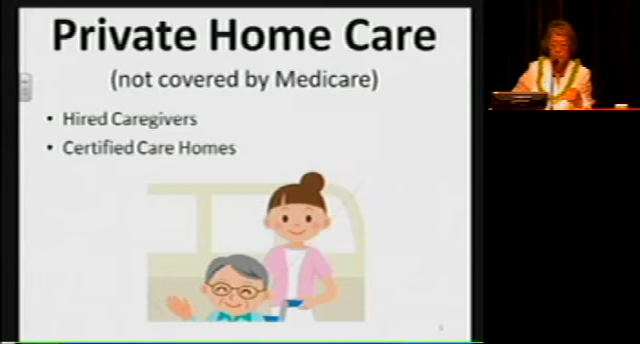 Private Home Care
(not covered by Medicare)
• Hired Caregivers
• Certified Care Homes